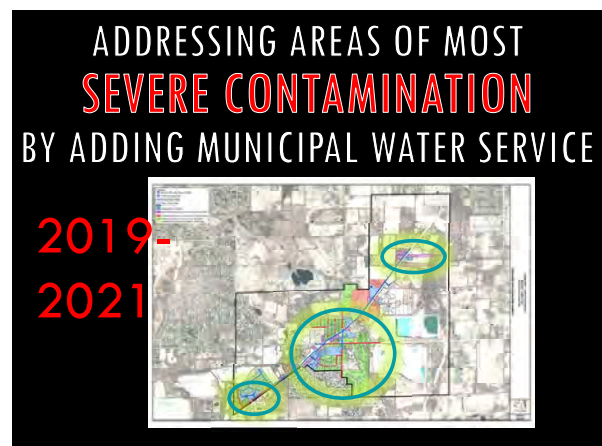 ADDRESSING AREAS OF MOST
SEVERE CONTAMINATION
BY ADDING MUNICIPAL WATER SERVICE
2019-
2021